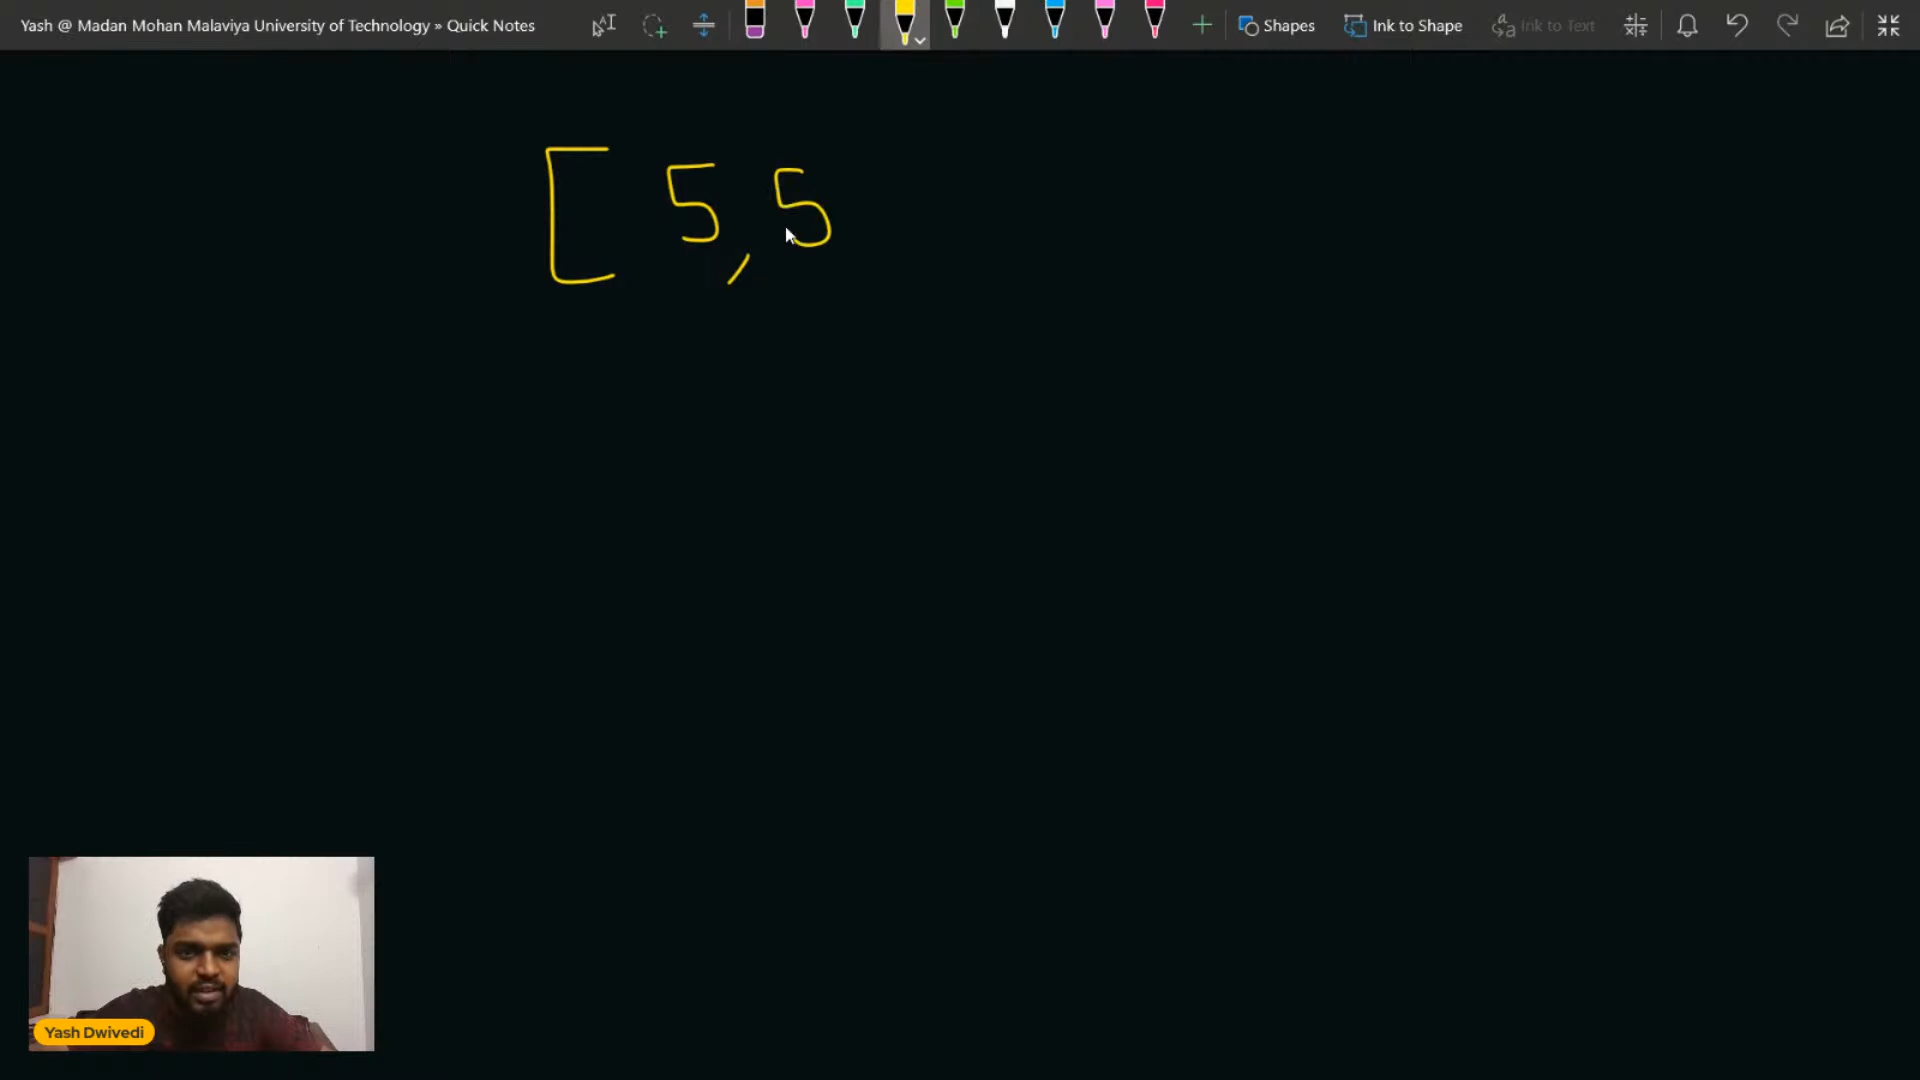 Yash @ Madan Mohan Malaviya University of Technology » Quick Notes
Shapes
Ink to Shape
Ink to Text
[ 5, 5
Yash Dwivedi